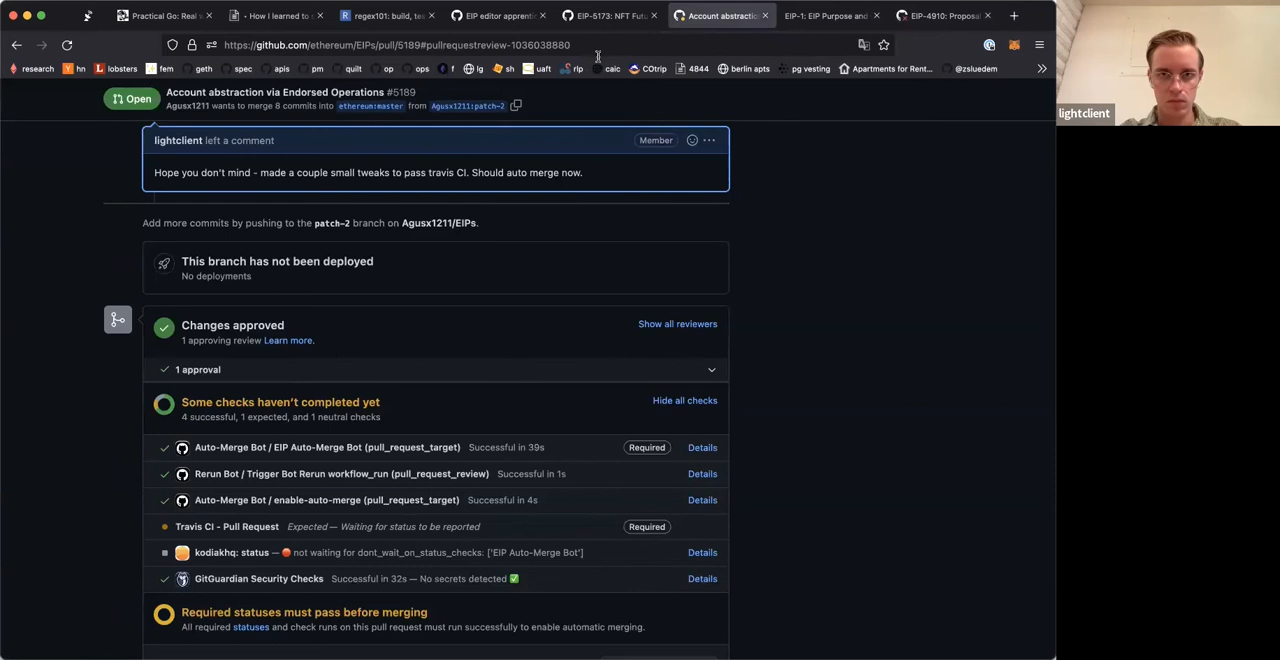 Practical Go: Real w
- How I learned to s
regex101: build, te
EIP editor apprenti
EIP-5173: NFT Futu
Account abstractio
EIP-1: EIP Purpose and
EIP-4910: Proposal
https://github.com/ethereum/EIPs/pull/5189#pullrequestreview-1036038880
research hn lobsters fem geth spec apis pm quilt op ops lg sh uaft rip caic COtrip 4844 berlin apts pg vesting Apartments for Rent... @zsluedem
Open
Account abstraction via Endorsed Operations #5189
Agusx1211 wants to merge 8 commits into ethereum:master from Agusx1211:patch-2
lightclient left a comment
Member
Hope you don't mind - made a couple small tweaks to pass travis CI. Should auto merge now.
Add more commits by pushing to the patch-2 branch on Agusx1211/EIPs.
This branch has not been deployed
No deployments
Changes approved
Show all reviewers
1 approving review Learn more.
1 approval
Some checks haven't completed yet
Hide all checks
4 successful, 1 expected, and 1 neutral checks
Auto-Merge Bot / EIP Auto-Merge Bot (pull_request_target) Successful in 39s Required Details
Rerun Bot / Trigger Bot Rerun workflow_run (pull_request_review) Successful in 1s Details
Auto-Merge Bot / enable-auto-merge (pull_request_target) Successful in 4s Details
Travis CI - Pull Request Expected — Waiting for status to be reported Required
kodiakhq: status — not waiting for dont_wait_on_status_checks: ['EIP Auto-Merge Bot'] Details
GitGuardian Security Checks Successful in 32s — No secrets detected Details
Required statuses must pass before merging
All required statuses and check runs on this pull request must run successfully to enable automatic merging.
lightclient